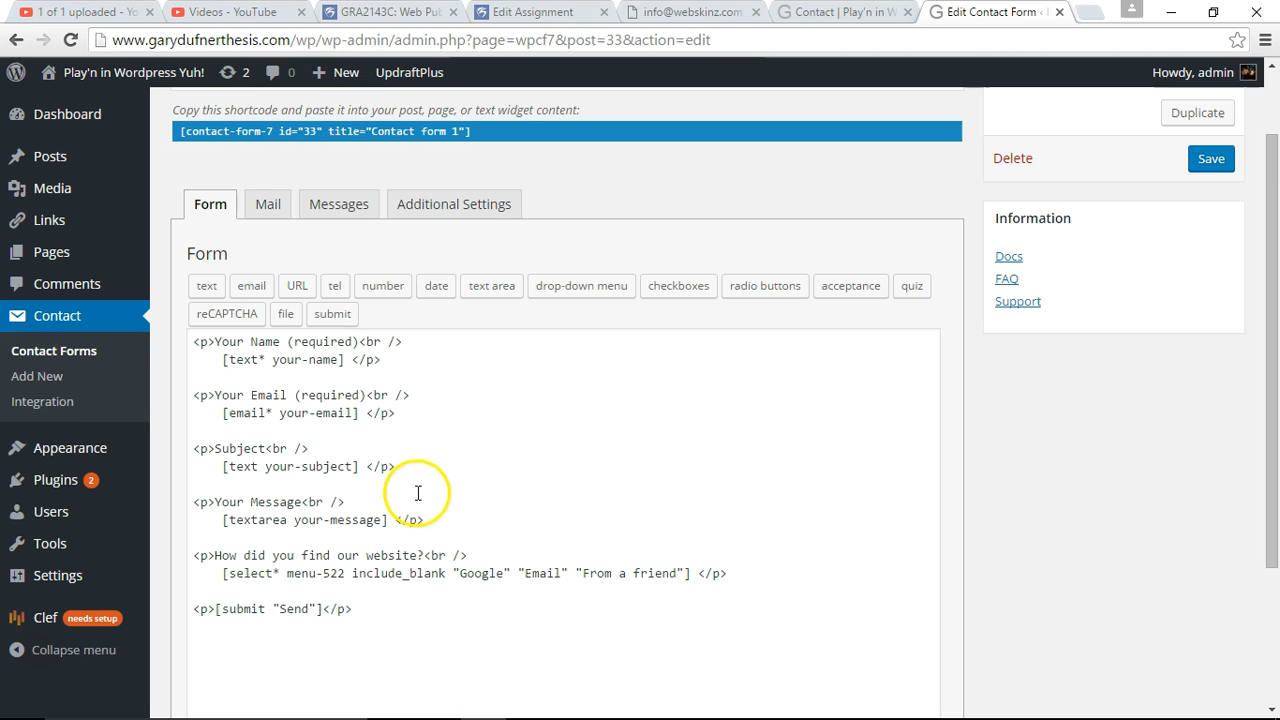 1 of 1 uploaded - Yo
Videos - YouTube
GRA2143C: Web Pub
Edit Assignment
info@webskinz.com
Contact | Play'n in W
Edit Contact Form ‹
www.garydufnerthesis.com/wp/wp-admin/admin.php?page=wpcf7&post=33&action=edit
Play'n in Wordpress Yuh! 2 0 New UpdraftPlus Howdy, admin
Dashboard
Posts
Media
Links
Pages
Comments
Contact
Contact Forms
Add New
Integration
Appearance
Plugins 2
Users
Tools
Settings
Clef needs setup
Collapse menu
Copy this shortcode and paste it into your post, page, or text widget content:
[contact-form-7 id="33" title="Contact form 1"]
Form Mail Messages Additional Settings
Form
text email URL tel number date text area drop-down menu checkboxes radio buttons acceptance quiz
reCAPTCHA file submit
<p>Your Name (required)<br />
[text* your-name] </p>
<p>Your Email (required)<br />
[email* your-email] </p>
<p>Subject<br />
[text your-subject] </p>
<p>Your Message<br />
[textarea your-message] </p>
<p>How did you find our website?<br />
[select* menu-522 include_blank "Google" "Email" "From a friend"] </p>
<p>[submit "Send"]</p>
Duplicate
Delete Save
Information
Docs
FAQ
Support